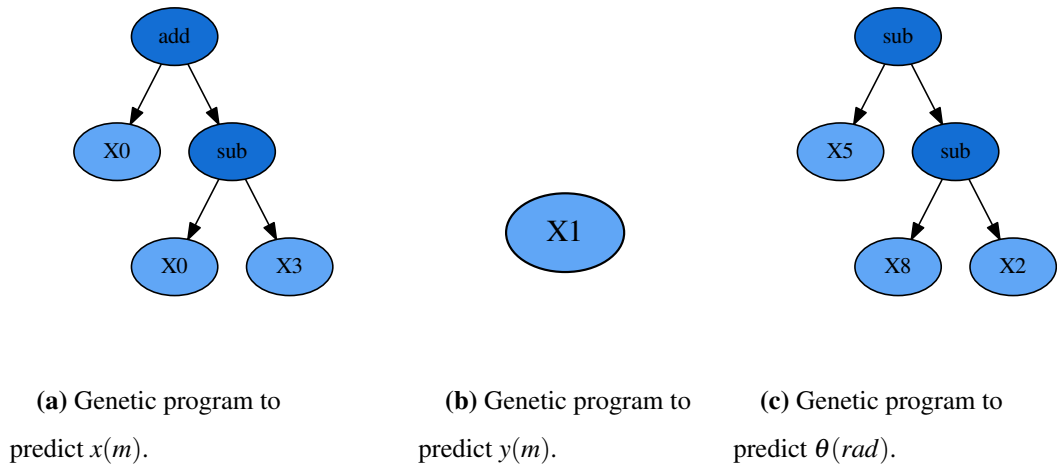 add
X0
sub
X0
X3
X1
sub
X5
sub
X8
X2
(a) Genetic program to
predict x(m).
(b) Genetic program to
predict y(m).
(c) Genetic program to
predict θ(rad).